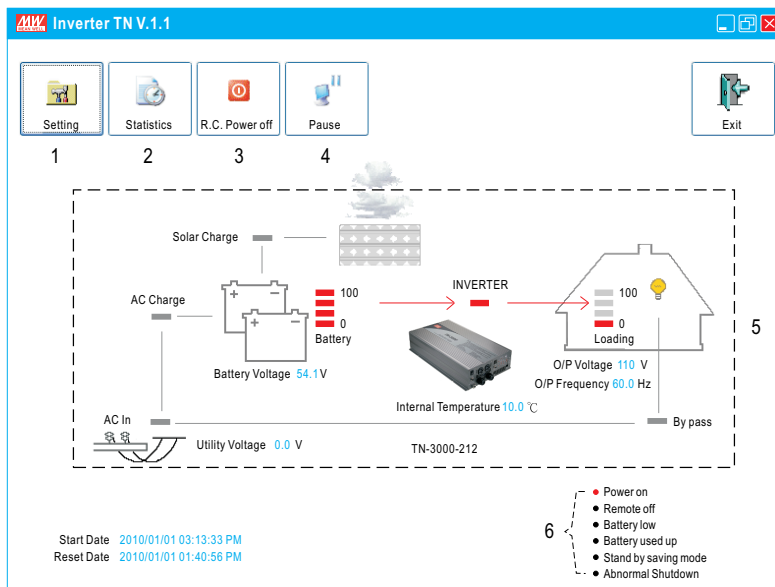 MW MEAN WELL Inverter TN V.1.1
Setting Statistics R.C. Power off Pause Exit
1 2 3 4
Solar Charge
INVERTER
100 100
AC Charge
+ − + −
0 0
Battery Loading
5
Battery Voltage 54.1 V
O/P Voltage 110 V
O/P Frequency 60.0 Hz
Internal Temperature 10.0 ℃
AC In
By pass
Utility Voltage 0.0 V
TN-3000-212
6
Power on
Remote off
Battery low
Battery used up
Stand by saving mode
Abnormal Shutdown
Start Date 2010/01/01 03:13:33 PM
Reset Date 2010/01/01 01:40:56 PM